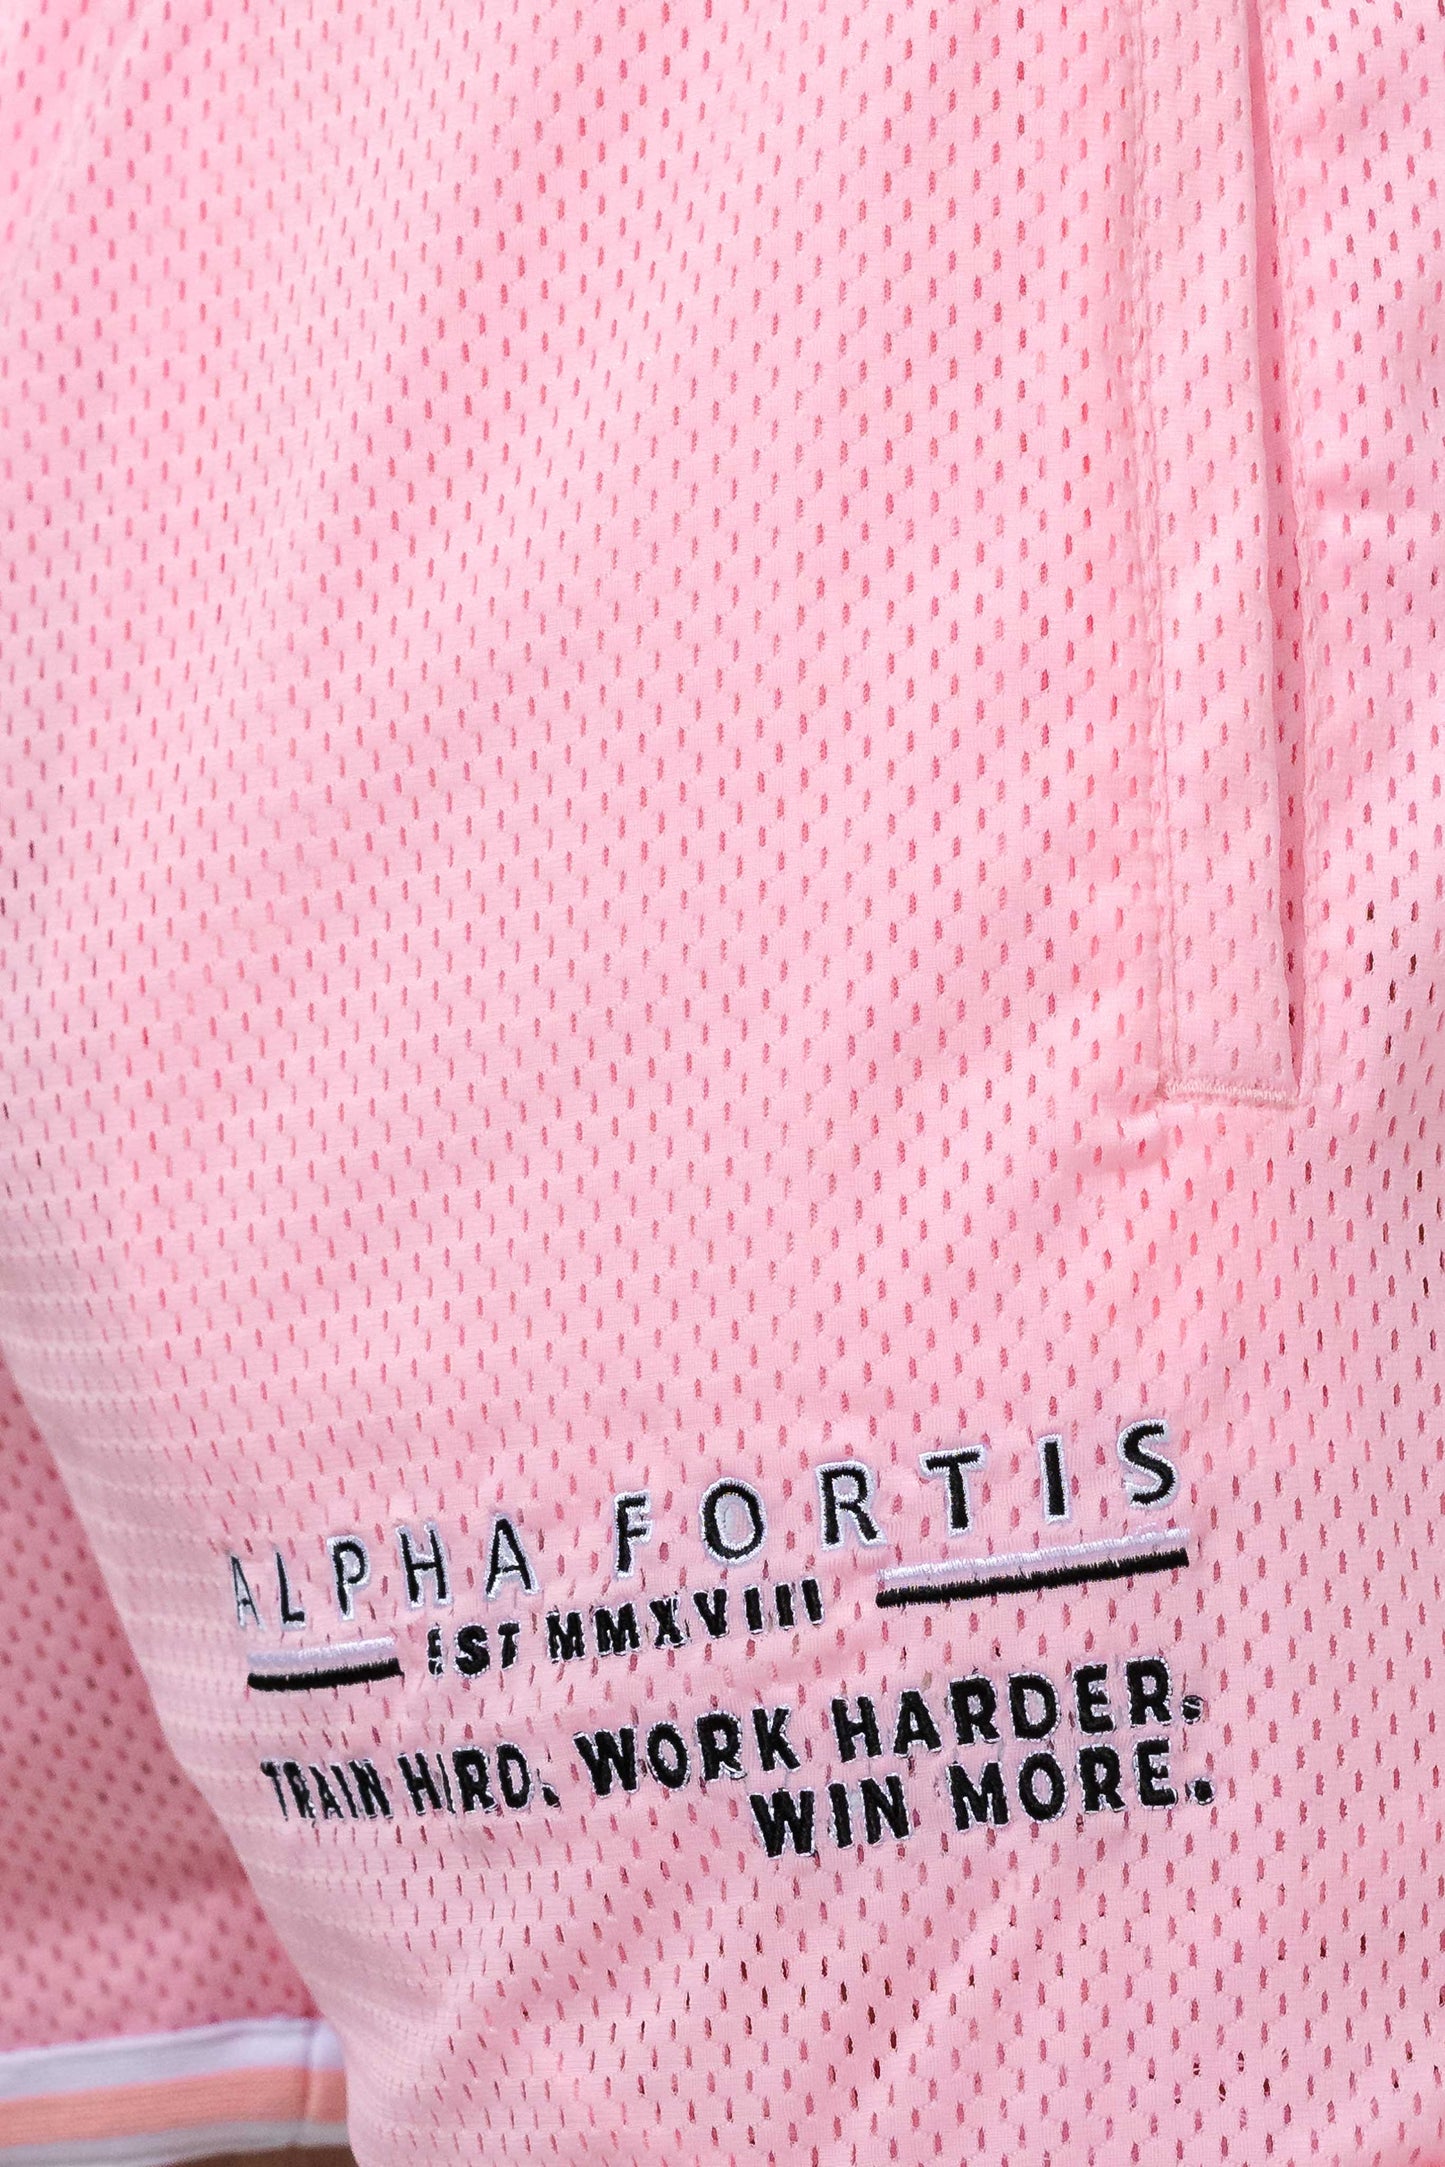 ALPHA FORTIS
EST MMXVIII
TRAIN HARD. WORK HARDER.
WIN MORE.